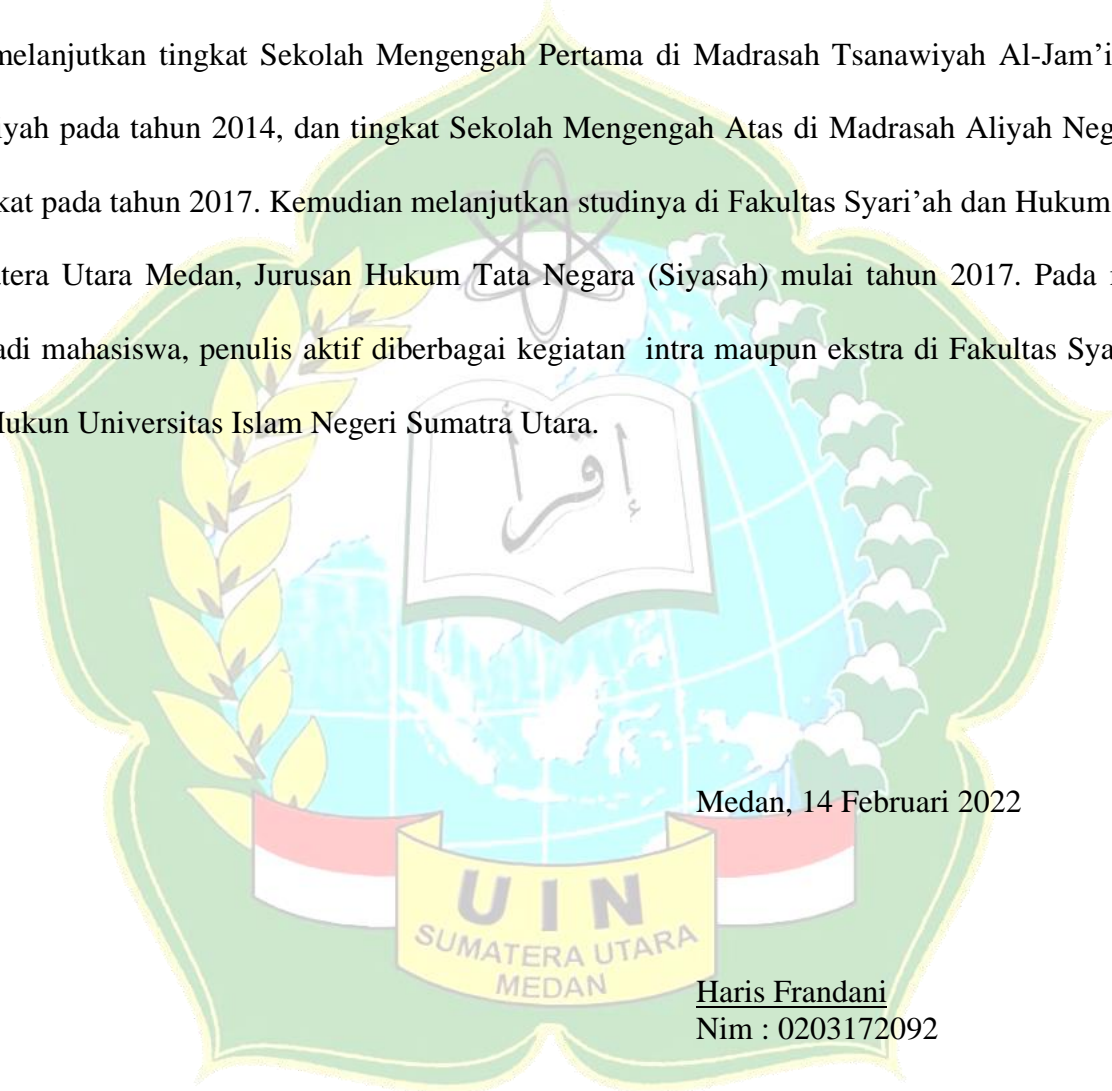 melanjutkan tingkat Sekolah Mengengah Pertama di Madrasah Tsanawiyah Al-Jam’i
iyah pada tahun 2014, dan tingkat Sekolah Mengengah Atas di Madrasah Aliyah Neg
kat pada tahun 2017. Kemudian melanjutkan studinya di Fakultas Syari’ah dan Hukum
tera Utara Medan, Jurusan Hukum Tata Negara (Siyasah) mulai tahun 2017. Pada
adi mahasiswa, penulis aktif diberbagai kegiatan intra maupun ekstra di Fakultas Sya
Hukun Universitas Islam Negeri Sumatra Utara.
إقرأ
Medan, 14 Februari 2022
UIN
SUMATERA UTARA
MEDAN
Haris Frandani
Nim : 0203172092